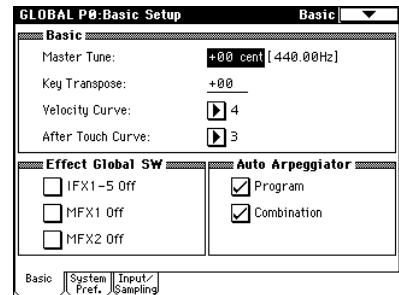 GLOBAL P0:Basic Setup Basic
Basic
Master Tune: +00 cent [440.00Hz]
Key Transpose: +00
Velocity Curve: 4
After Touch Curve: 3
Effect Global SW
IFX1-5 Off
MFX1 Off
MFX2 Off
Auto Arpeggiator
Program
Combination
Basic
System Pref.
Input/Sampling